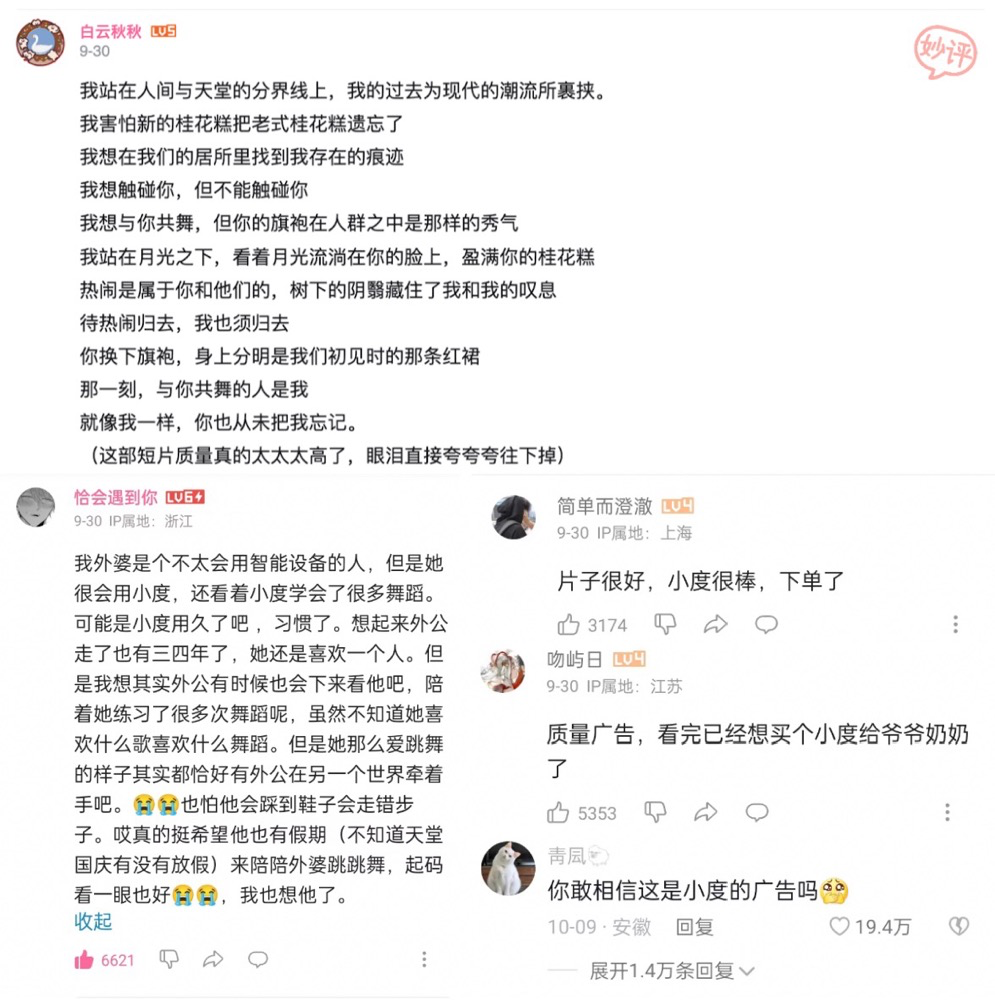 白云秋秋 LV5
9-30
妙评
我站在人间与天堂的分界线上，我的过去为现代的潮流所裹挟。
我害怕新的桂花糕把老式桂花糕遗忘了
我想在我们的居所里找到我存在的痕迹
我想触碰你，但不能触碰你
我想与你共舞，但你的旗袍在人群之中是那样的秀气
我站在月光之下，看着月光流淌在你的脸上，盈满你的桂花糕
热闹是属于你和他们的，树下的阴翳藏住了我和我的叹息
待热闹归去，我也须归去
你换下旗袍，身上分明是我们初见时的那条红裙
那一刻，与你共舞的人是我
就像我一样，你也从未把我忘记。
（这部短片质量真的太太太高了，眼泪直接夸夸夸往下掉）
恰会遇到你 LV6
9-30 IP属地：浙江
我外婆是个不太会用智能设备的人，但是她
很会用小度，还看着小度学会了很多舞蹈。
可能是小度用久了吧 ，习惯了。想起来外公
走了也有三四年了，她还是喜欢一个人。但
是我想其实外公有时候也会下来看他吧，陪
着她练习了很多次舞蹈呢，虽然不知道她喜
欢什么歌喜欢什么舞蹈。但是她那么爱跳舞
的样子其实都恰好有外公在另一个世界牵着
手吧。😭😭也怕他会踩到鞋子会走错步
子。哎真的挺希望他也有假期（不知道天堂
国庆有没有放假）来陪陪外婆跳跳舞，起码
看一眼也好😭😭，我也想他了。
收起
6621
简单而澄澈 LV4
9-30 IP属地：上海
片子很好，小度很棒，下单了
3174
吻屿日 LV4
9-30 IP属地：江苏
质量广告，看完已经想买个小度给爷爷奶奶
了
5353
靑凨🐑
你敢相信这是小度的广告吗🥹
10-09 · 安徽 回复 19.4万
展开1.4万条回复